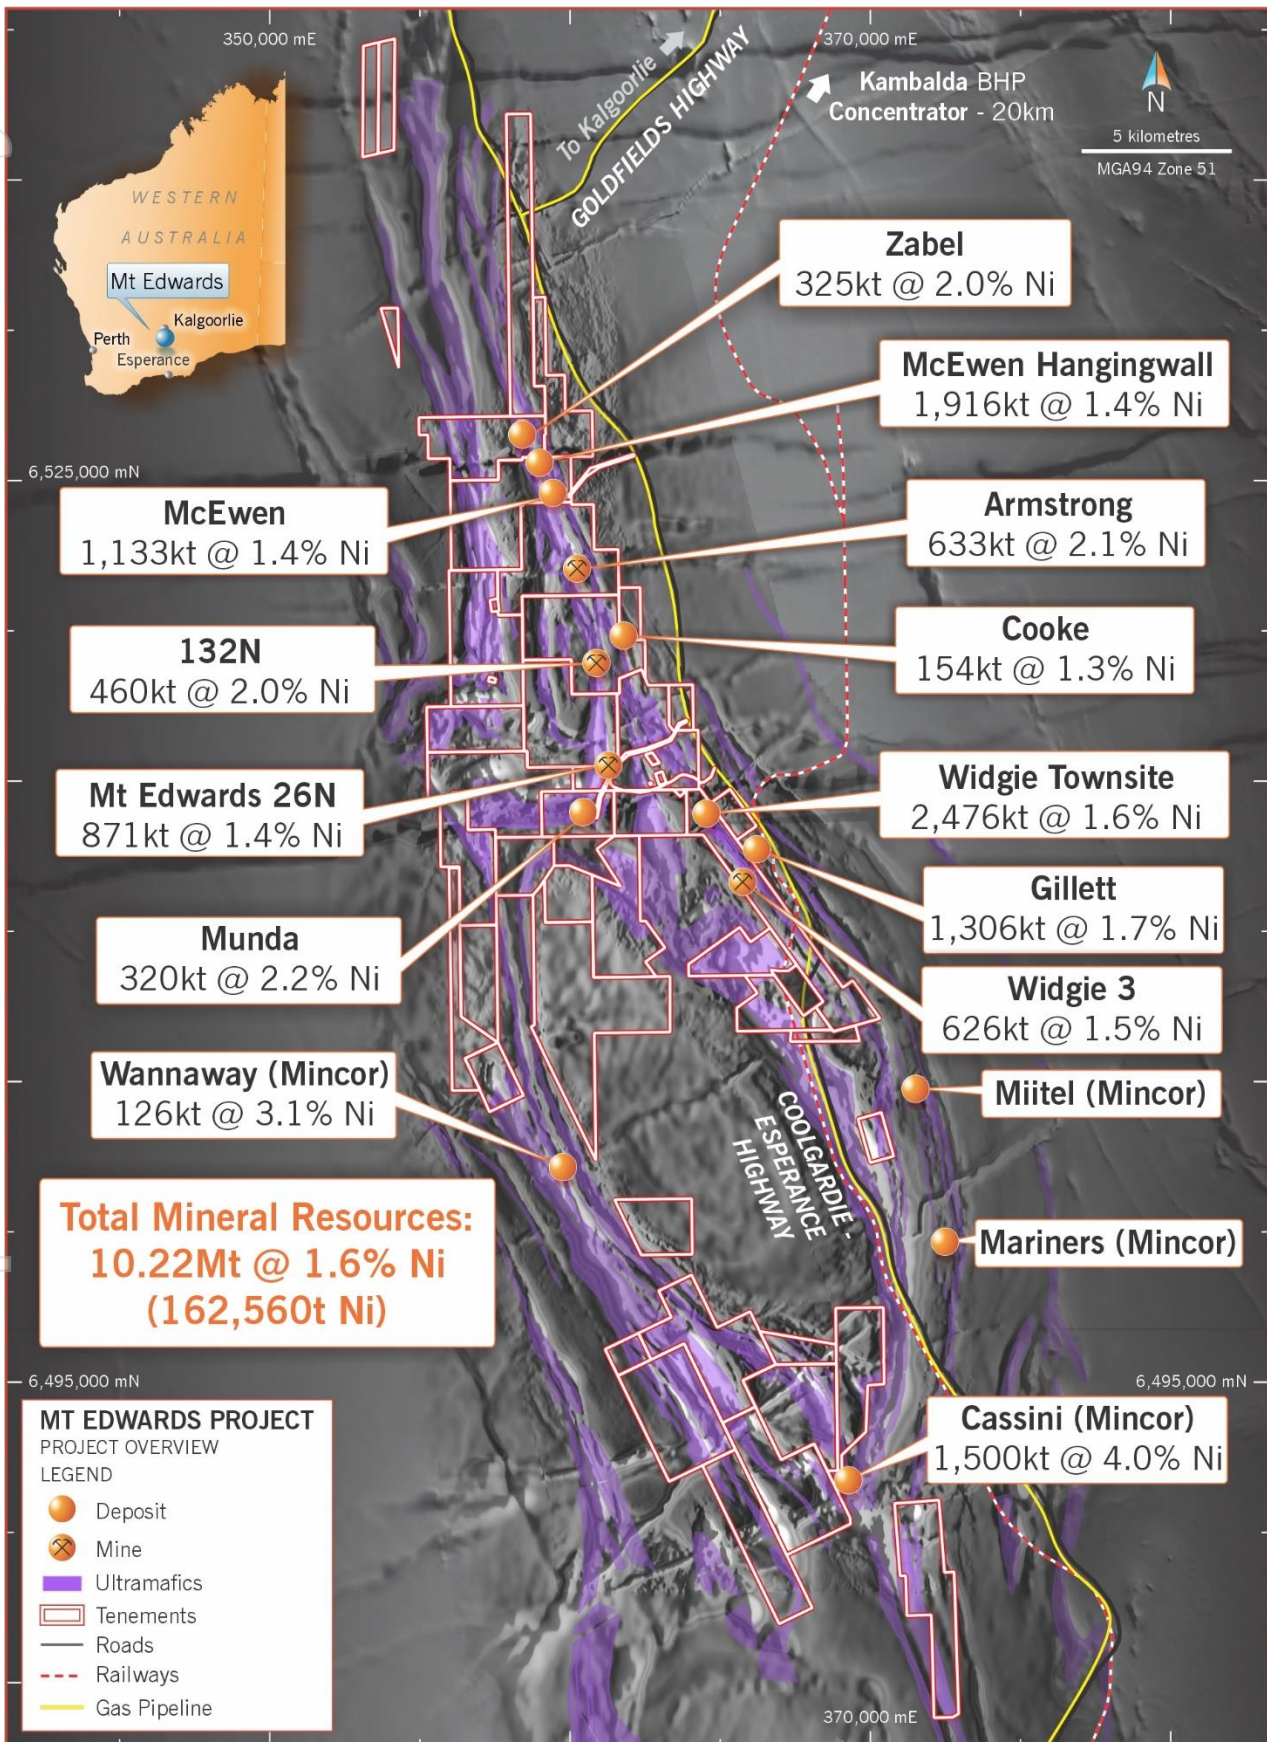 350,000 mE
370,000 mE
To Kalgoorlie
GOLDFIELDS HIGHWAY
Kambalda BHP
Concentrator - 20km
N
5 kilometres
MGA94 Zone 51
WESTERN
AUSTRALIA
Mt Edwards
Kalgoorlie
Perth
Esperance
Zabel
325kt @ 2.0% Ni
McEwen Hangingwall
1,916kt @ 1.4% Ni
6,525,000 mN
McEwen
1,133kt @ 1.4% Ni
Armstrong
633kt @ 2.1% Ni
132N
460kt @ 2.0% Ni
Cooke
154kt @ 1.3% Ni
Mt Edwards 26N
871kt @ 1.4% Ni
Widgie Townsite
2,476kt @ 1.6% Ni
Gillett
1,306kt @ 1.7% Ni
Munda
320kt @ 2.2% Ni
Widgie 3
626kt @ 1.5% Ni
Wannaway (Mincor)
126kt @ 3.1% Ni
Miitel (Mincor)
COOLGARDIE -
ESPERANCE
HIGHWAY
Mariners (Mincor)
Total Mineral Resources:
10.22Mt @ 1.6% Ni
(162,560t Ni)
6,495,000 mN
6,495,000 mN
Cassini (Mincor)
1,500kt @ 4.0% Ni
MT EDWARDS PROJECT
PROJECT OVERVIEW
LEGEND
Deposit
Mine
Ultramafics
Tenements
Roads
Railways
Gas Pipeline
370,000 mE